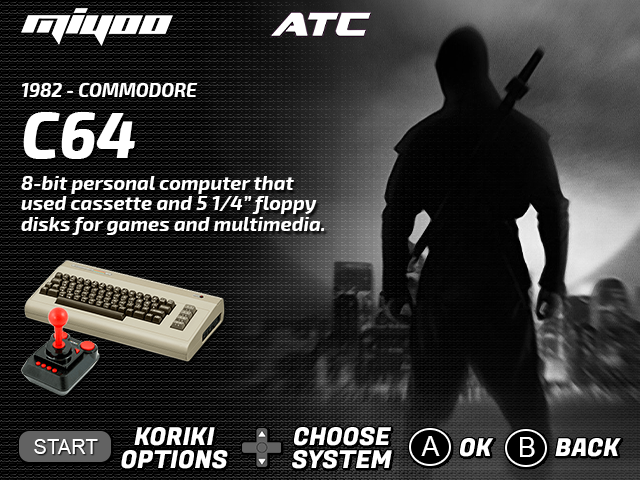 miyoo
ATC
1982 - COMMODORE
C64
8-bit personal computer that
used cassette and 5 1/4” floppy
disks for games and multimedia.
START
KORIKI
OPTIONS
CHOOSE
SYSTEM
A
OK
B
BACK